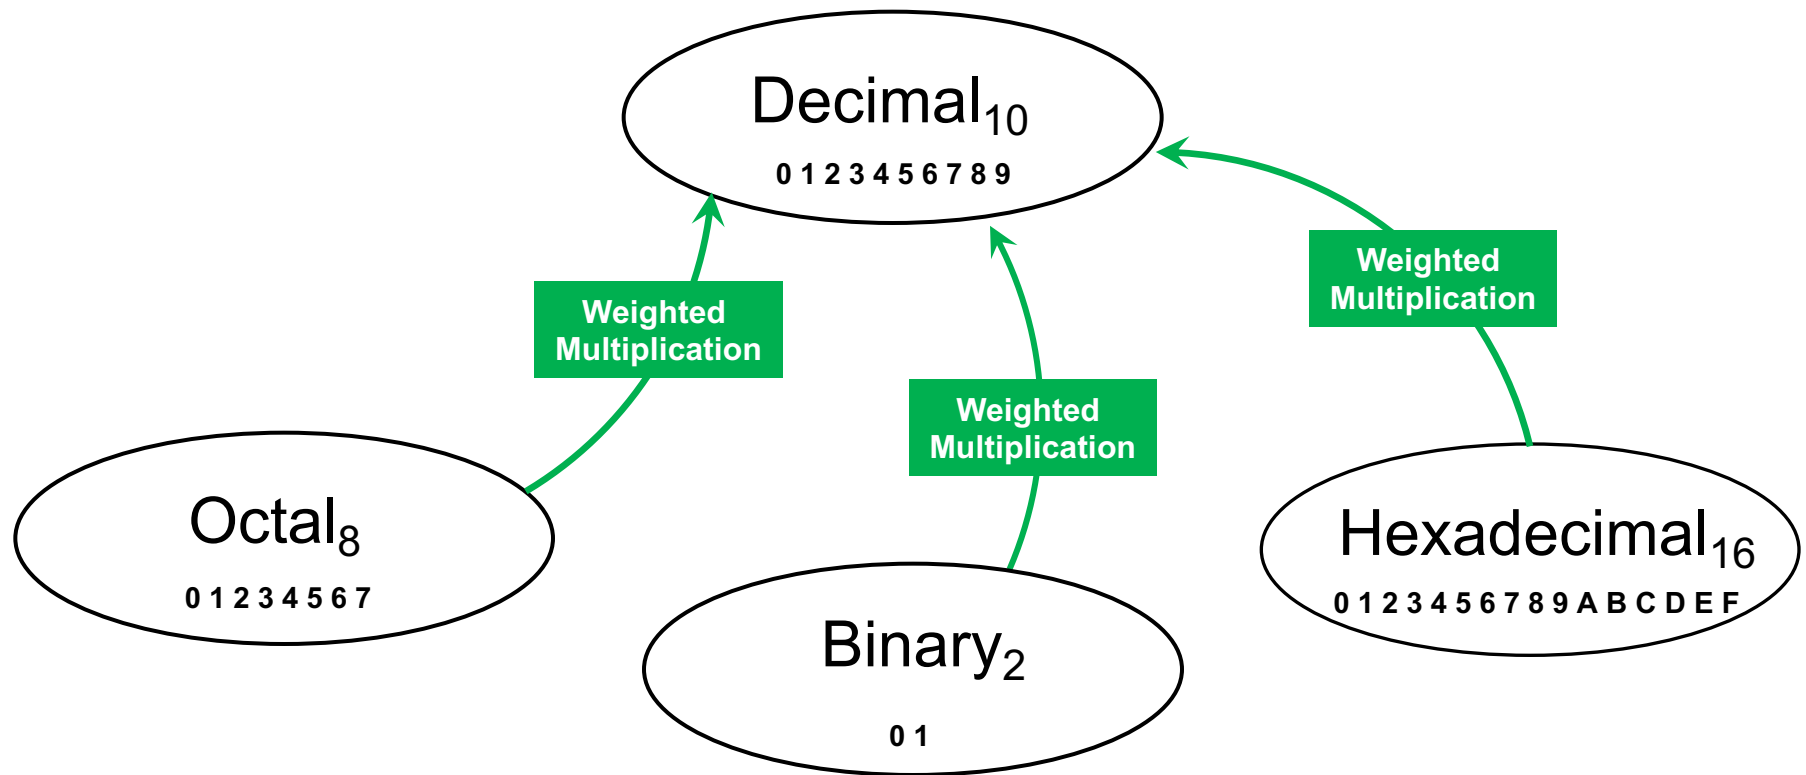 Decimal₁₀
0 1 2 3 4 5 6 7 8 9
Weighted
Multiplication
Weighted
Multiplication
Weighted
Multiplication
Octal₈
0 1 2 3 4 5 6 7
Hexadecimal₁₆
0 1 2 3 4 5 6 7 8 9 A B C D E F
Binary₂
0 1